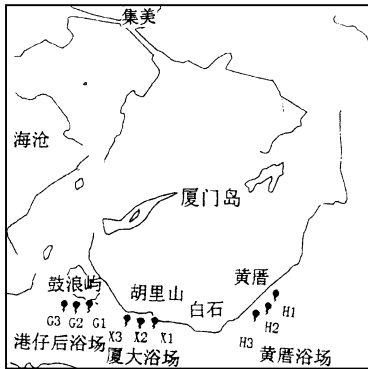 集美
海沧
厦门岛
黄厝
鼓浪屿
胡里山
白石
G3 G2 G1
X3 X2 X1
H1
H2
H3
港仔后浴场
厦大浴场
黄厝浴场